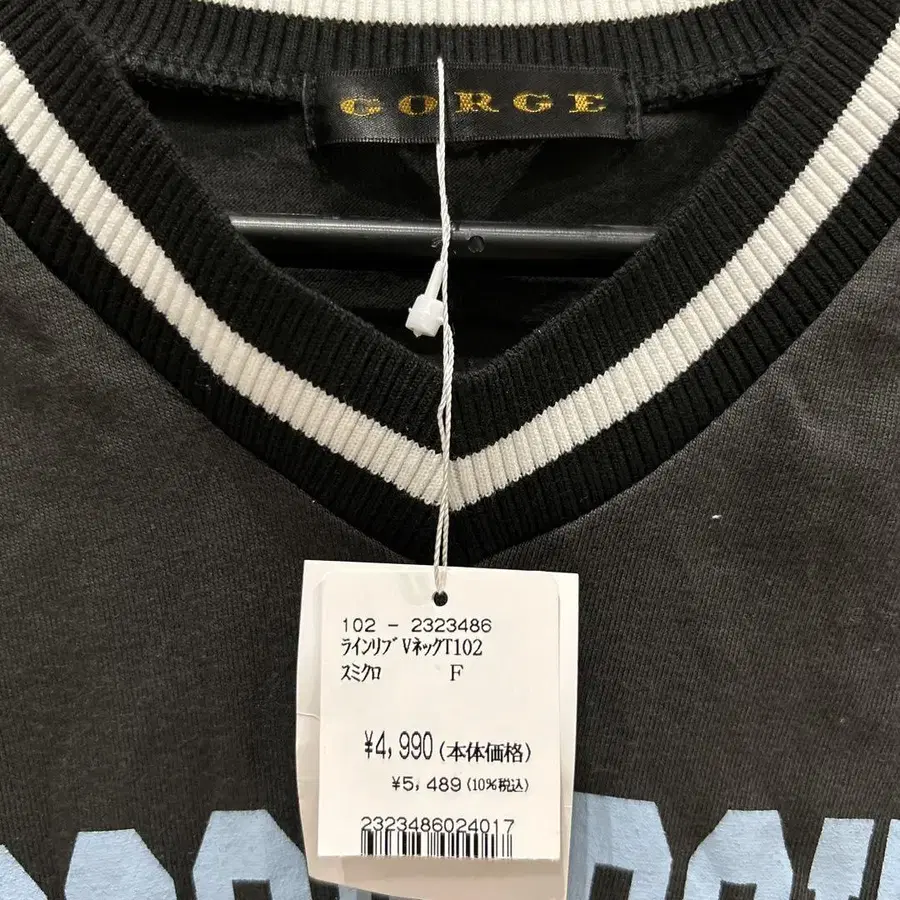 GORGE
102 - 2323486
ﾗｲﾝﾘﾌﾞVﾈｯｸT102
ｽﾐｸﾛ F
¥4,990(本体価格)
¥5,489(10%税込)
2323486024017